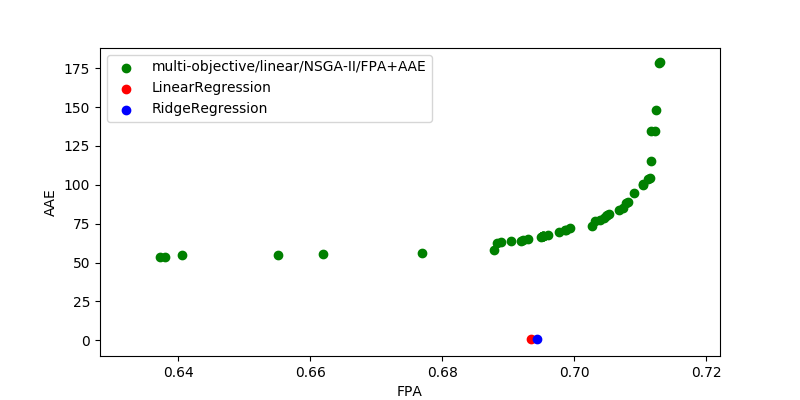 multi-objective/linear/NSGA-II/FPA+AAE
LinearRegression
RidgeRegression
175
150
125
100
75
50
25
0
AAE
0.64
0.66
0.68
0.70
0.72
FPA